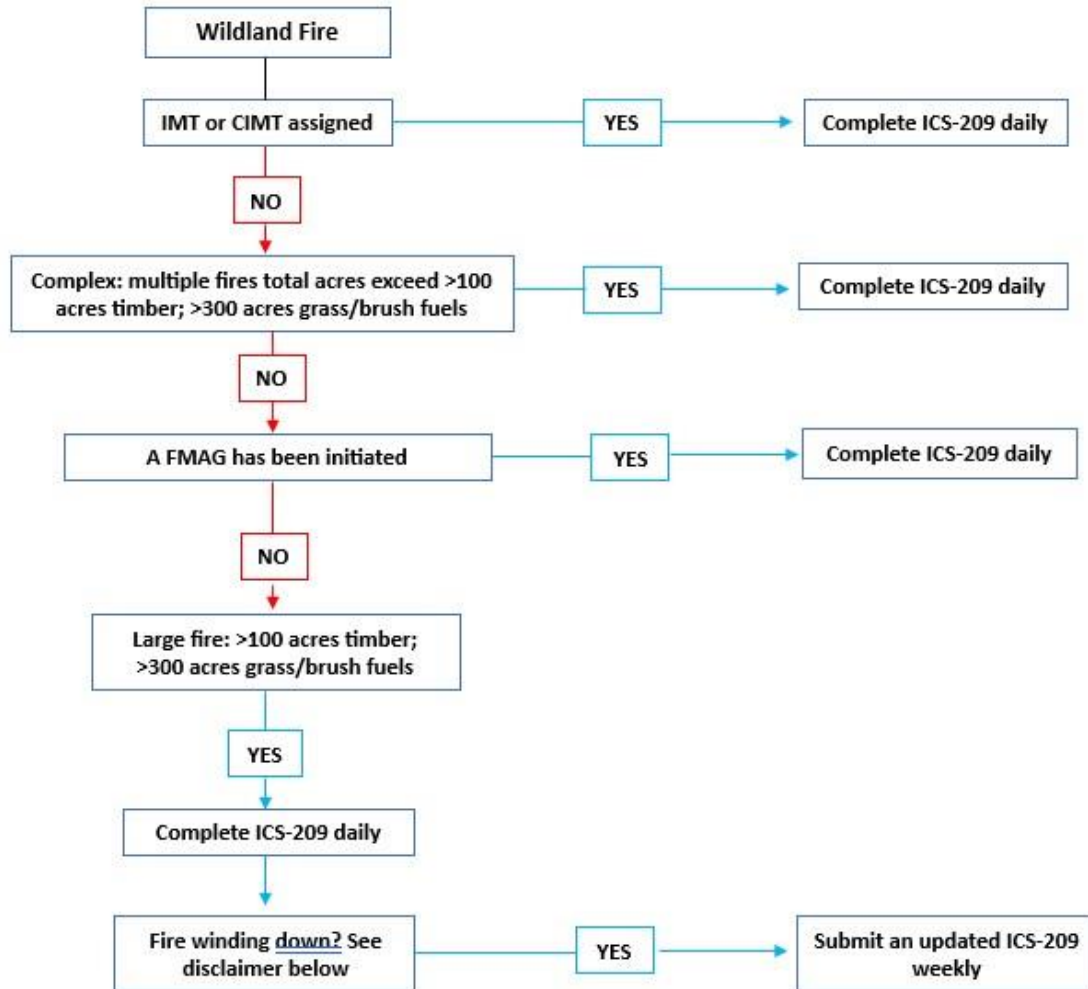 Wildland Fire
IMT or CIMT assigned
YES
Complete ICS-209 daily
NO
Complex: multiple fires total acres exceed >100
acres timber; >300 acres grass/brush fuels
YES
Complete ICS-209 daily
NO
A FMAG has been initiated
YES
Complete ICS-209 daily
NO
Large fire: >100 acres timber;
>300 acres grass/brush fuels
YES
Complete ICS-209 daily
Fire winding down? See
disclaimer below
YES
Submit an updated ICS-209
weekly